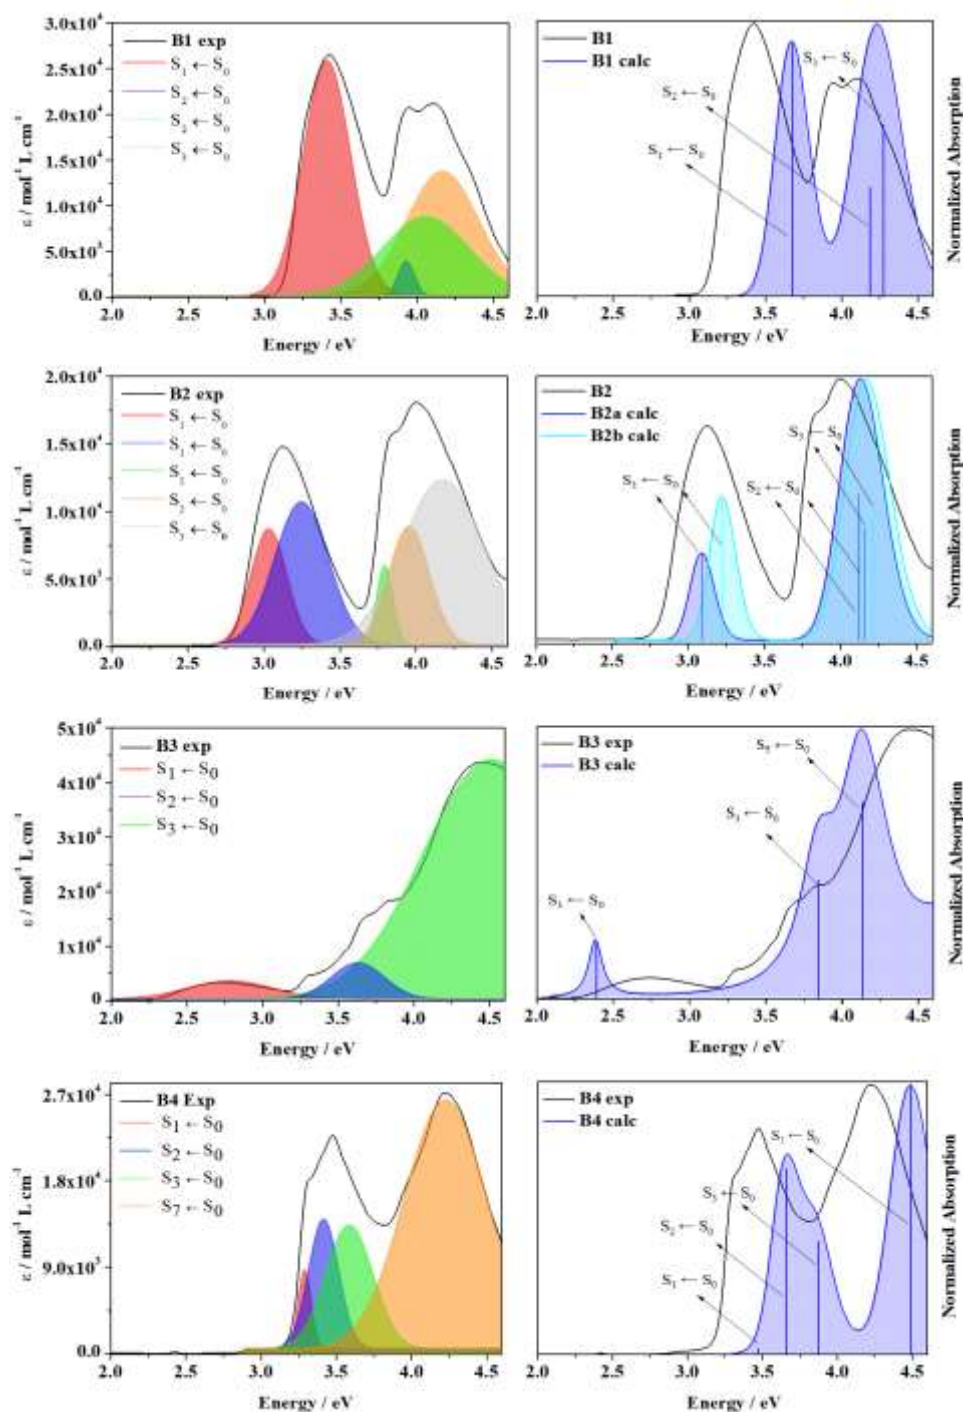 3.0x10⁴
2.5x10⁴
2.0x10⁴
1.5x10⁴
1.0x10⁴
5.0x10³
0.0
ε / mol⁻¹ L cm⁻¹
B1 exp
S₁ ← S₀
S₂ ← S₀
S₂ ← S₀
S₃ ← S₀
2.0 2.5 3.0 3.5 4.0 4.5
Energy / eV
B1
B1 calc
S₃ ← S₀
S₂ ← S₀
S₁ ← S₀
Normalized Absorption
2.0 2.5 3.0 3.5 4.0 4.5
Energy / eV
2.0x10⁴
1.5x10⁴
1.0x10⁴
5.0x10³
0.0
ε / mol⁻¹ L cm⁻¹
B2 exp
S₁ ← S₀
S₁ ← S₀
S₂ ← S₀
S₂ ← S₀
S₃ ← S₀
2.0 2.5 3.0 3.5 4.0 4.5
Energy / eV
B2
B2a calc
B2b calc
S₃ ← S₀
S₁ ← S₀
S₂ ← S₀
Normalized Absorption
2.0 2.5 3.0 3.5 4.0 4.5
Energy / eV
5x10⁴
4x10⁴
3x10⁴
2x10⁴
1x10⁴
0
ε / mol⁻¹ L cm⁻¹
B3 exp
S₁ ← S₀
S₂ ← S₀
S₃ ← S₀
2.0 2.5 3.0 3.5 4.0 4.5
Energy / eV
B3 exp
B3 calc
Normalized Absorption
2.0 2.5 3.0 3.5 4.0 4.5
Energy / eV
2.7x10⁴
1.8x10⁴
9.0x10³
0.0
ε / mol⁻¹ L cm⁻¹
B4 Exp
S₁ ← S₀
S₂ ← S₀
S₃ ← S₀
S₇ ← S₀
2.0 2.5 3.0 3.5 4.0 4.5
Energy / eV
B4 exp
B4 calc
S₇ ← S₀
S₃ ← S₀
S₂ ← S₀
S₁ ← S₀
Normalized Absorption
2.0 2.5 3.0 3.5 4.0 4.5
Energy / eV